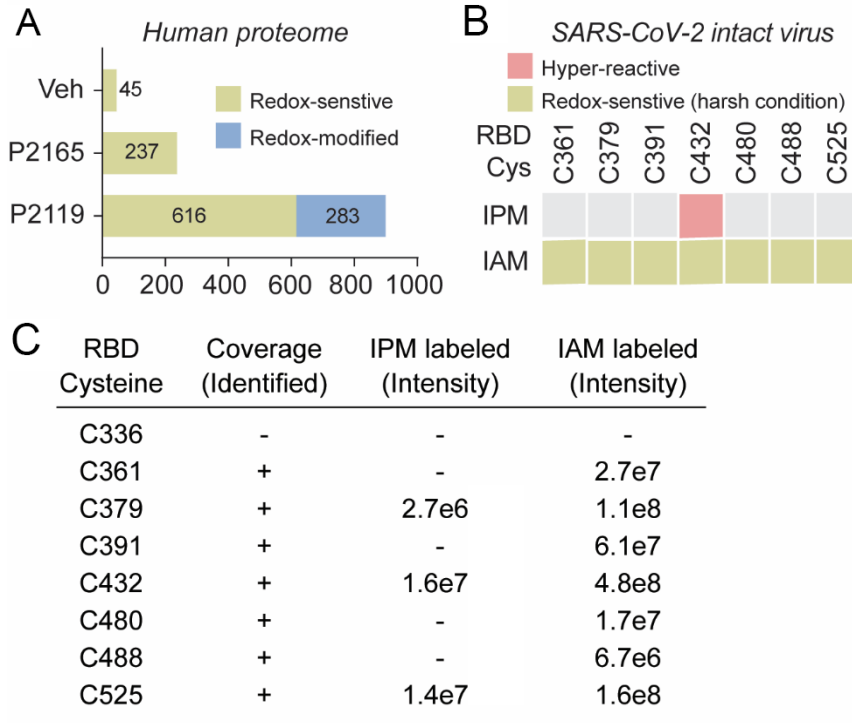 A
Human proteome
Veh
45
Redox-senstive
Redox-modified
P2165
237
P2119
616
283
0 200 400 600 800 1000
B
SARS-CoV-2 intact virus
Hyper-reactive
Redox-senstive (harsh condition)
RBD
Cys
C361 C379 C391 C432 C480 C488 C525
IPM
IAM
C
RBD Coverage IPM labeled IAM labeled
Cysteine (Identified) (Intensity) (Intensity)
C336 - - -
C361 + - 2.7e7
C379 + 2.7e6 1.1e8
C391 + - 6.1e7
C432 + 1.6e7 4.8e8
C480 + - 1.7e7
C488 + - 6.7e6
C525 + 1.4e7 1.6e8